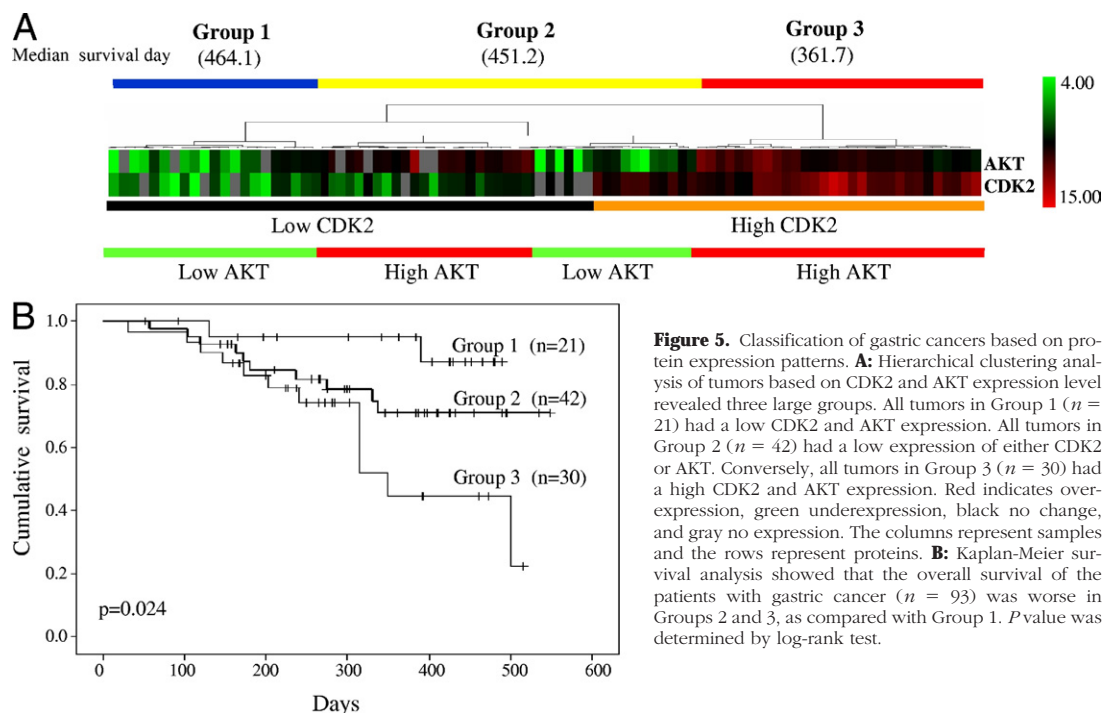 A
Group 1 Group 2 Group 3
Median survival day (464.1) (451.2) (361.7)
4.00
AKT
CDK2
15.00
Low CDK2 High CDK2
Low AKT High AKT Low AKT High AKT
B
1.0
0.8
0.6
0.4
0.2
0.0
Cumulative survival
Group 1 (n=21)
Group 2 (n=42)
Group 3 (n=30)
p=0.024
0 100 200 300 400 500 600
Days
Figure 5. Classification of gastric cancers based on pro-
tein expression patterns. A: Hierarchical clustering anal-
ysis of tumors based on CDK2 and AKT expression level
revealed three large groups. All tumors in Group 1 (n =
21) had a low CDK2 and AKT expression. All tumors in
Group 2 (n = 42) had a low expression of either CDK2
or AKT. Conversely, all tumors in Group 3 (n = 30) had
a high CDK2 and AKT expression. Red indicates over-
expression, green underexpression, black no change,
and gray no expression. The columns represent samples
and the rows represent proteins. B: Kaplan-Meier sur-
vival analysis showed that the overall survival of the
patients with gastric cancer (n = 93) was worse in
Groups 2 and 3, as compared with Group 1. P value was
determined by log-rank test.